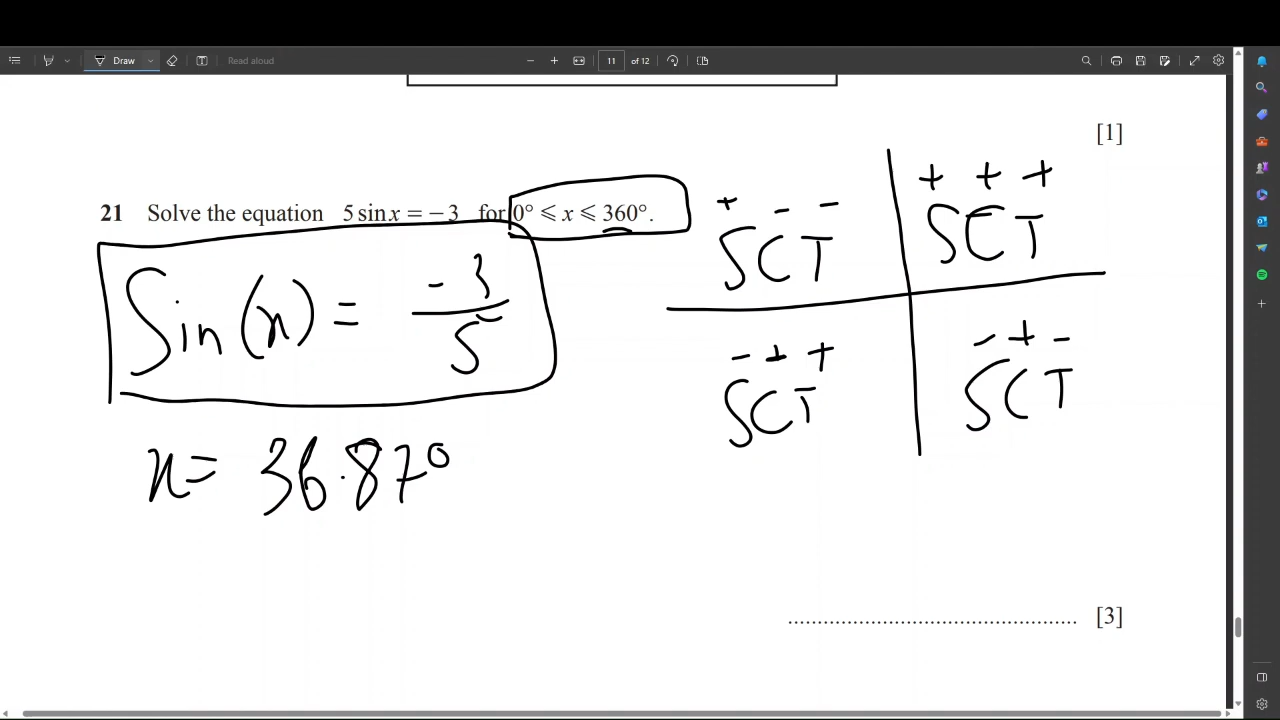 Draw
Read aloud
11 of 12
[1]
21 Solve the equation 5 sin x = −3 for 0° ⩽ x ⩽ 360°.
+ + +
S C T
+ - -
S C T
Sin(x) = -3/5
- + +
S C T
- + -
S C T
x = 36.87°
................................................ [3]